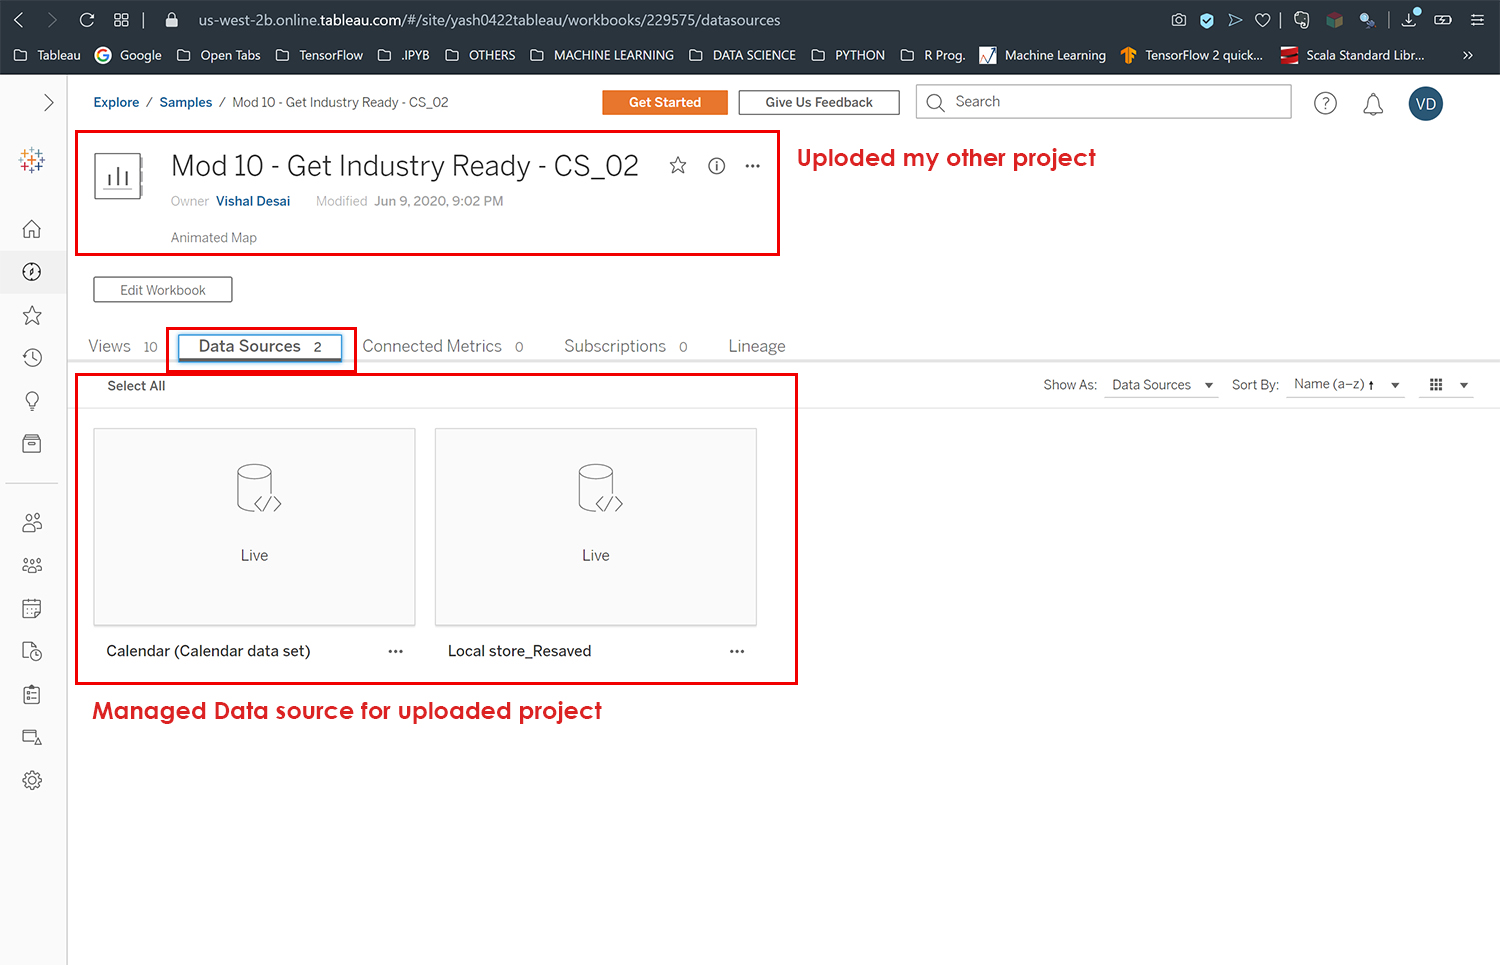 us-west-2b.online.tableau.com/#/site/yash0422tableau/workbooks/229575/datasources
Tableau Google Open Tabs TensorFlow .IPYB OTHERS MACHINE LEARNING DATA SCIENCE PYTHON R Prog. Machine Learning TensorFlow 2 quick... Scala Standard Libr... »
Explore / Samples / Mod 10 - Get Industry Ready - CS_02 Get Started Give Us Feedback Search ? VD
Mod 10 - Get Industry Ready - CS_02
Uploded my other project
Owner Vishal Desai Modified Jun 9, 2020, 9:02 PM
Animated Map
Edit Workbook
Views 10 Data Sources 2 Connected Metrics 0 Subscriptions 0 Lineage
Select All Show As: Data Sources Sort By: Name (a–z) ↑
Live Live
Calendar (Calendar data set) ••• Local store_Resaved •••
Managed Data source for uploaded project